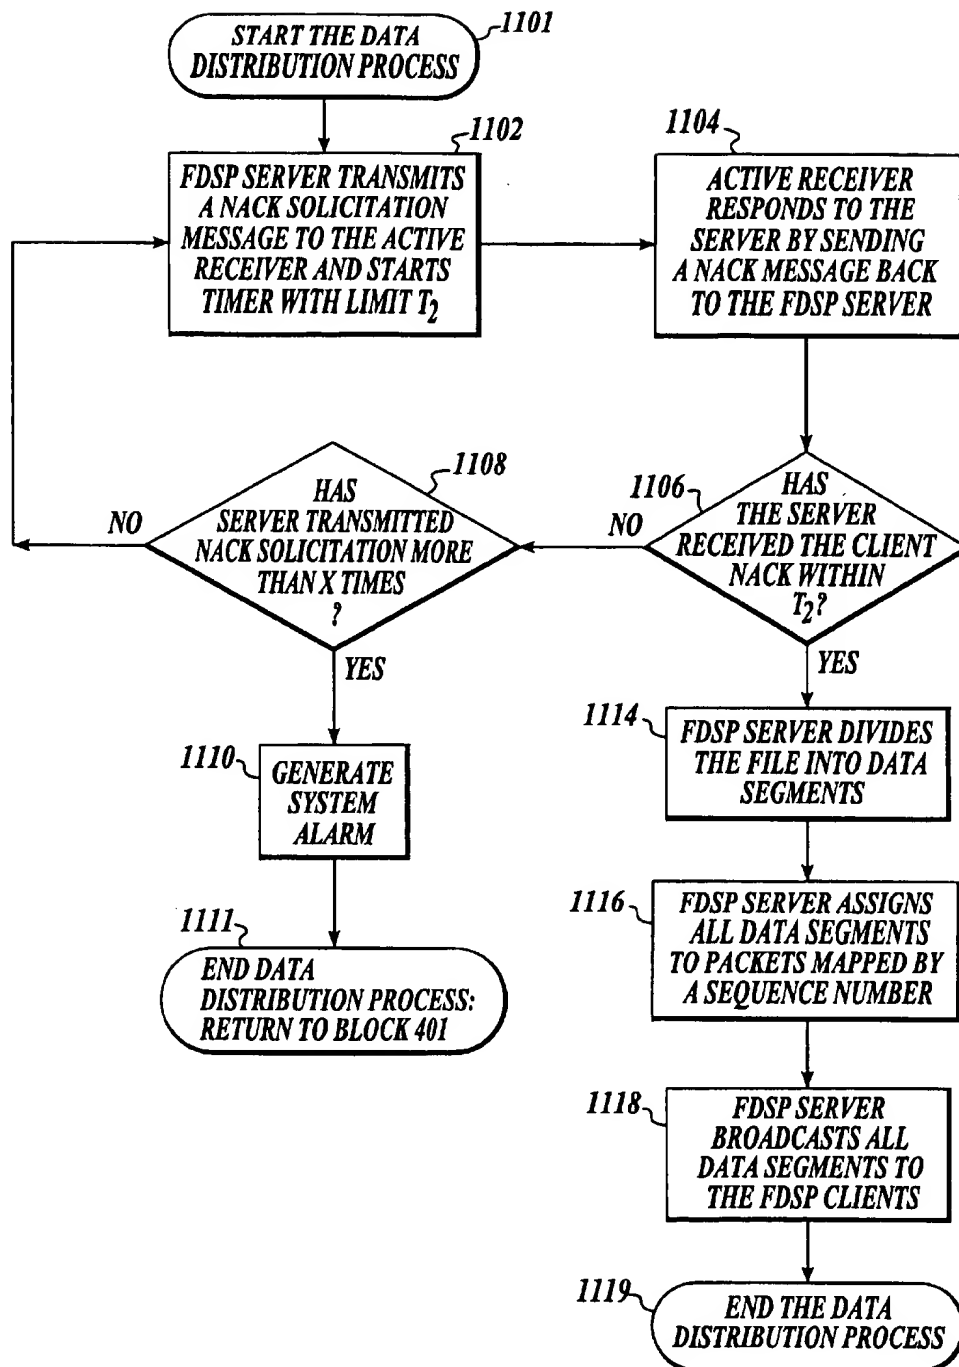 START THE DATA
DISTRIBUTION PROCESS
1101
1102
FDSP SERVER TRANSMITS
A NACK SOLICITATION
MESSAGE TO THE ACTIVE
RECEIVER AND STARTS
TIMER WITH LIMIT T2
1104
ACTIVE RECEIVER
RESPONDS TO THE
SERVER BY SENDING
A NACK MESSAGE BACK
TO THE FDSP SERVER
1106
HAS
THE SERVER
RECEIVED THE CLIENT
NACK WITHIN
T2?
NO
YES
1108
HAS
SERVER TRANSMITTED
NACK SOLICITATION MORE
THAN X TIMES
?
NO
YES
1110
GENERATE
SYSTEM
ALARM
1111
END DATA
DISTRIBUTION PROCESS:
RETURN TO BLOCK 401
1114
FDSP SERVER DIVIDES
THE FILE INTO DATA
SEGMENTS
1116
FDSP SERVER ASSIGNS
ALL DATA SEGMENTS
TO PACKETS MAPPED BY
A SEQUENCE NUMBER
1118
FDSP SERVER
BROADCASTS ALL
DATA SEGMENTS TO
THE FDSP CLIENTS
1119
END THE DATA
DISTRIBUTION PROCESS